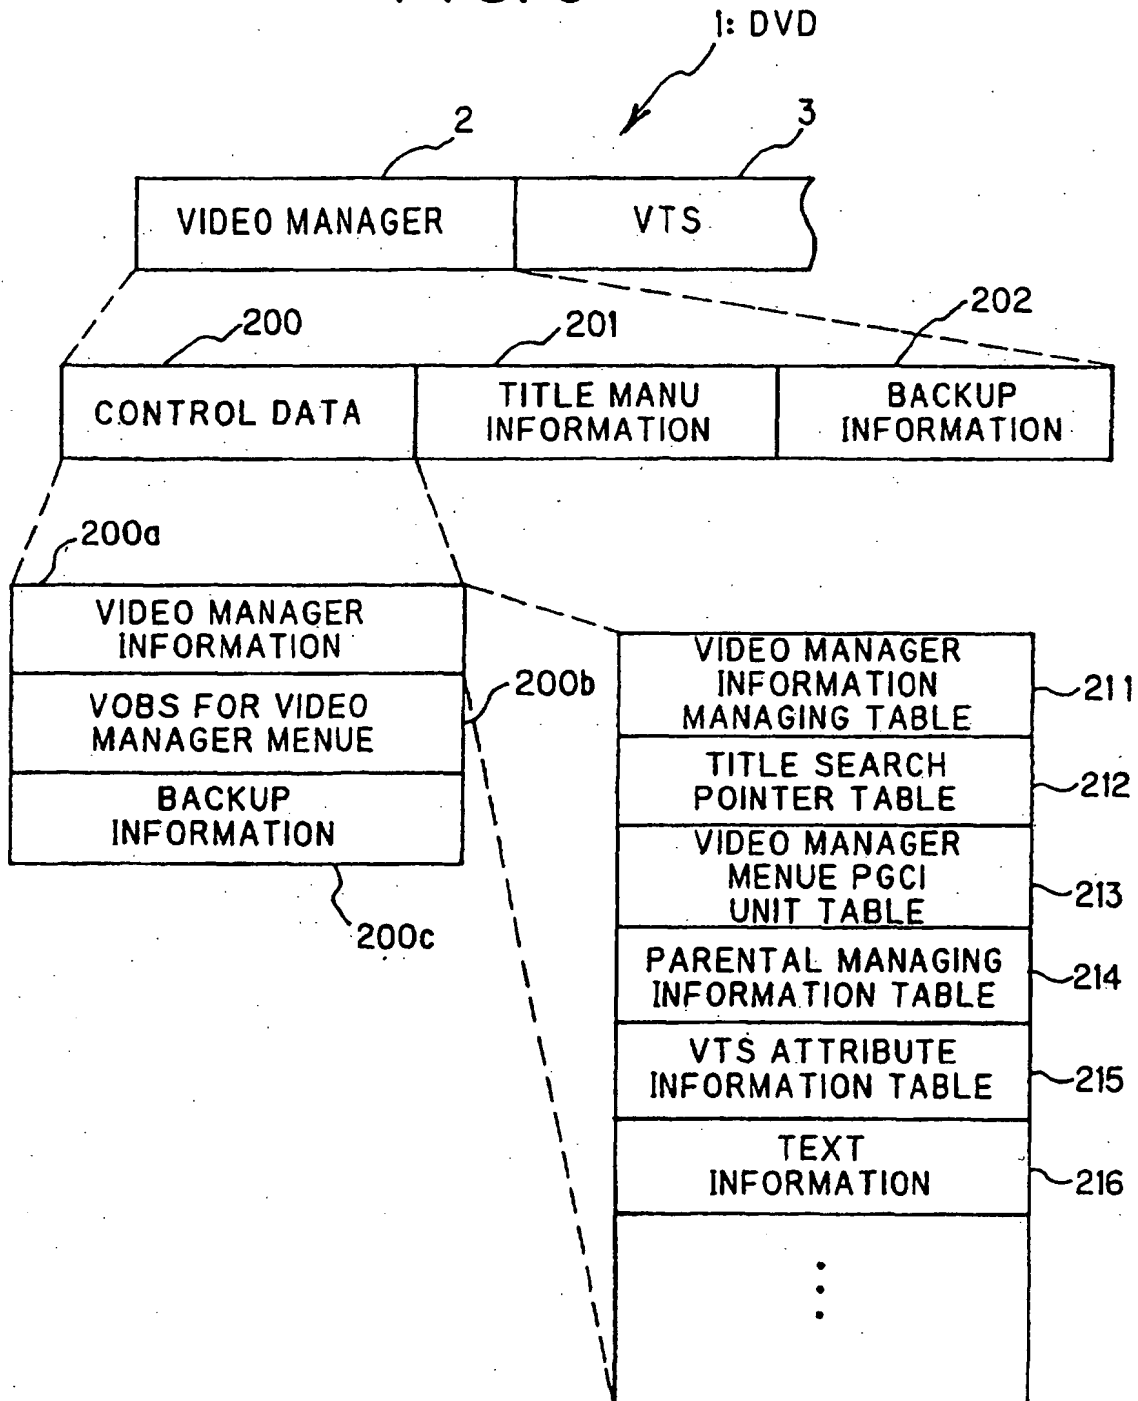 1: DVD
2
3
VIDEO MANAGER
VTS
200
201
202
CONTROL DATA
TITLE MANU
INFORMATION
BACKUP
INFORMATION
200a
VIDEO MANAGER
INFORMATION
200b
VOBS FOR VIDEO
MANAGER MENUE
BACKUP
INFORMATION
200c
VIDEO MANAGER
INFORMATION
MANAGING TABLE
211
TITLE SEARCH
POINTER TABLE
212
VIDEO MANAGER
MENUE PGCI
UNIT TABLE
213
PARENTAL MANAGING
INFORMATION TABLE
214
VTS ATTRIBUTE
INFORMATION TABLE
215
TEXT
INFORMATION
216